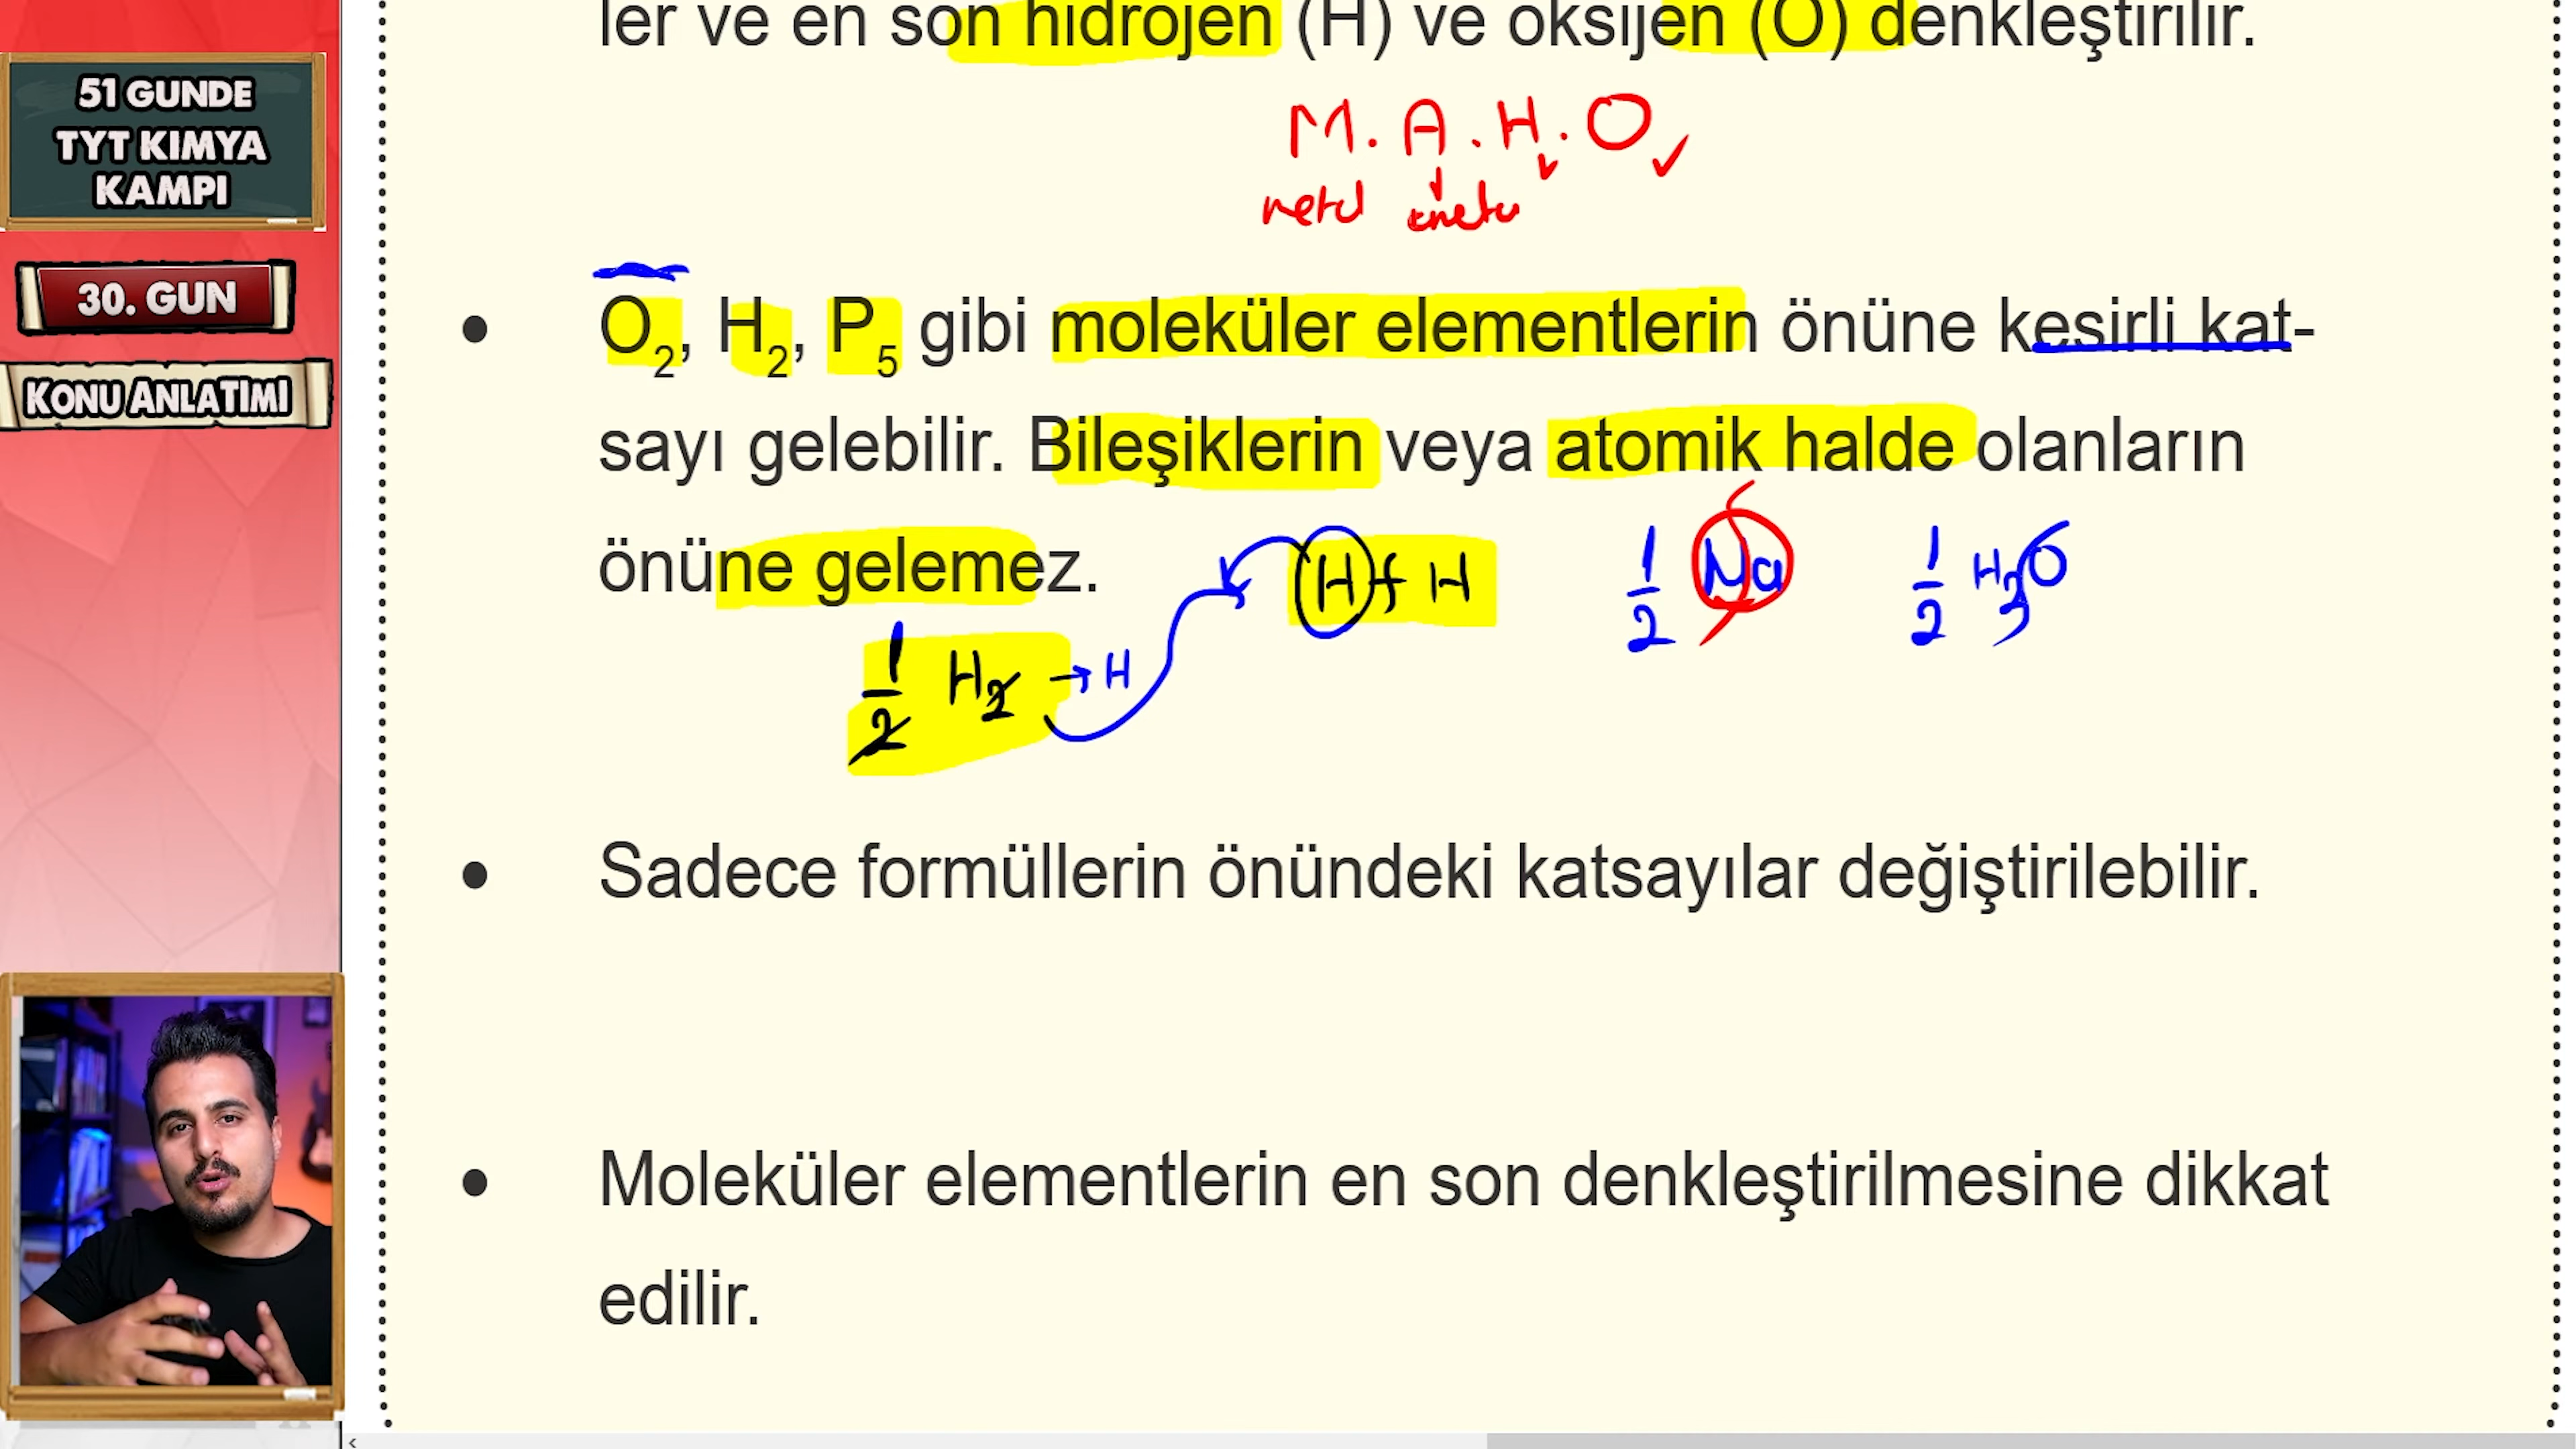 51 GUNDE
TYT KIMYA
KAMPI
30. GUN
KONU ANLATIMI
ler ve en son hidrojen (H) ve oksijen (O) denkleştirilir.
M. A. H. O
metal ametal
O2, H2, P5 gibi moleküler elementlerin önüne kesirli kat-
sayı gelebilir. Bileşiklerin veya atomik halde olanların
önüne gelemez.
H H
1/2 Na
1/2 H2O
1/2 H2 → H
Sadece formüllerin önündeki katsayılar değiştirilebilir.
Moleküler elementlerin en son denkleştirilmesine dikkat
edilir.